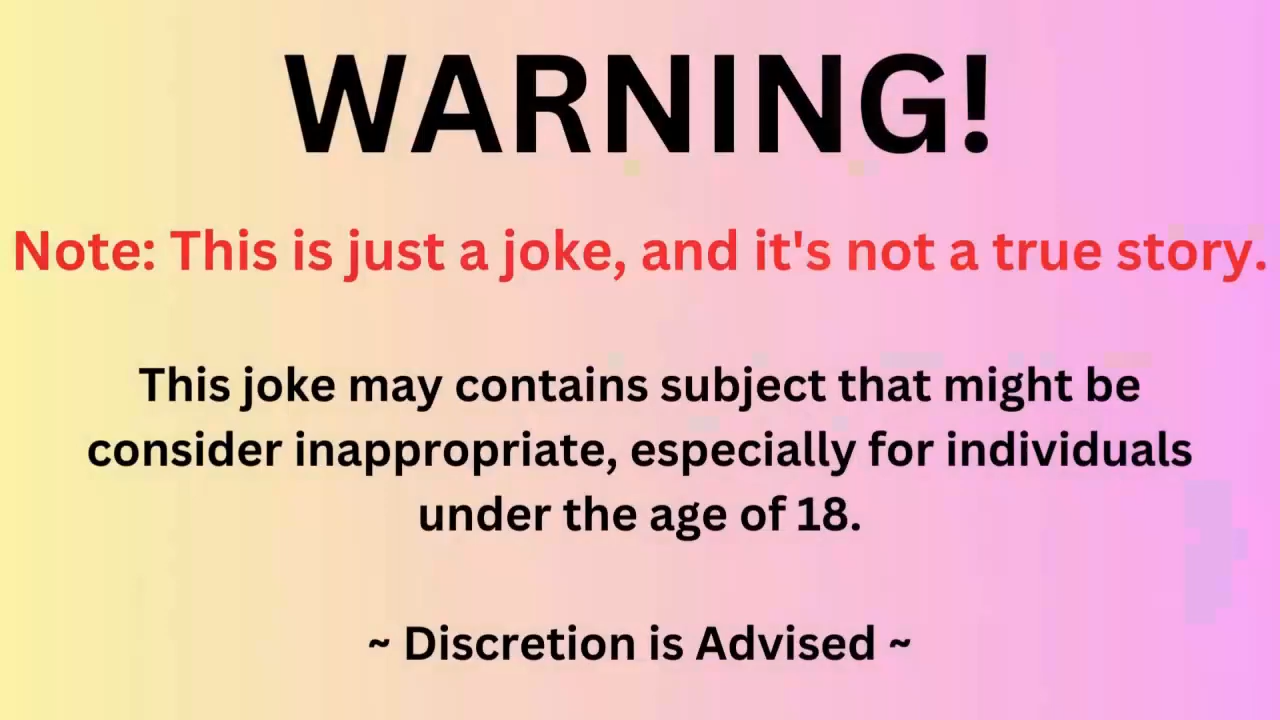 WARNING!
Note: This is just a joke, and it's not a true story.
This joke may contains subject that might be
consider inappropriate, especially for individuals
under the age of 18.
~ Discretion is Advised ~